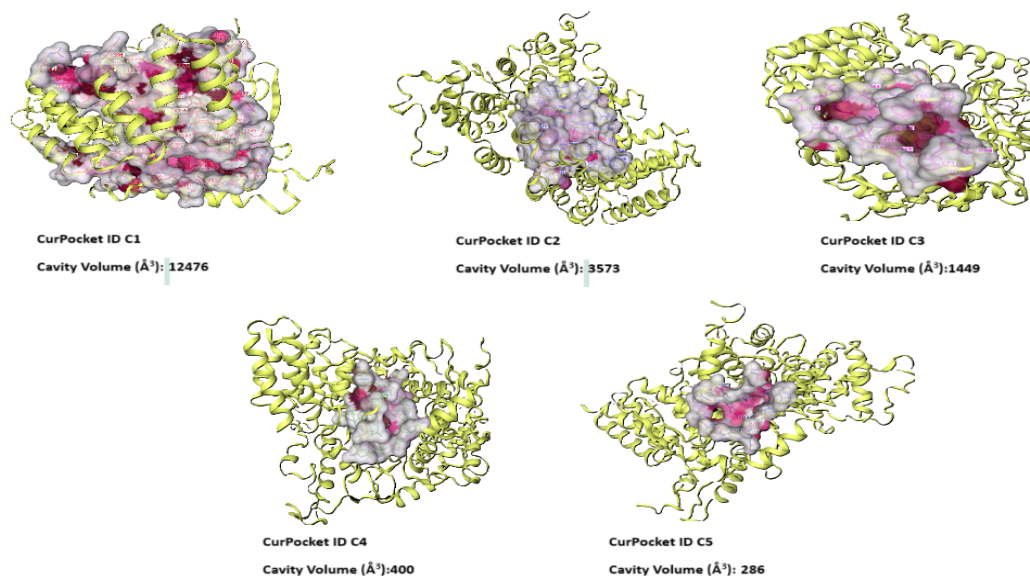 CurPocket ID C1
Cavity Volume (Å³): 12476
CurPocket ID C2
Cavity Volume (Å³): 3573
CurPocket ID C3
Cavity Volume (Å³):1449
CurPocket ID C4
Cavity Volume (Å³):400
CurPocket ID C5
Cavity Volume (Å³): 286